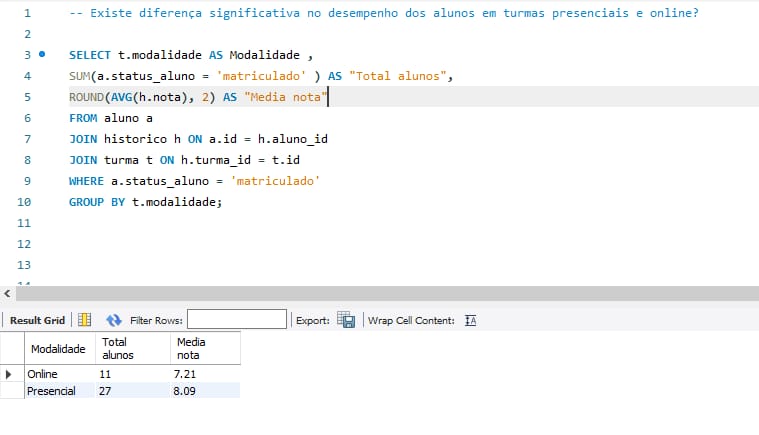 1 -- Existe diferença significativa no desempenho dos alunos em turmas presenciais e online?
2
3 SELECT t.modalidade AS Modalidade ,
4 SUM(a.status_aluno = 'matriculado' ) AS "Total alunos",
5 ROUND(AVG(h.nota), 2) AS "Media nota"
6 FROM aluno a
7 JOIN historico h ON a.id = h.aluno_id
8 JOIN turma t ON h.turma_id = t.id
9 WHERE a.status_aluno = 'matriculado'
10 GROUP BY t.modalidade;
11
12
13
Result Grid Filter Rows: Export: Wrap Cell Content: IA
Modalidade Total alunos Media nota
Online 11 7.21
Presencial 27 8.09